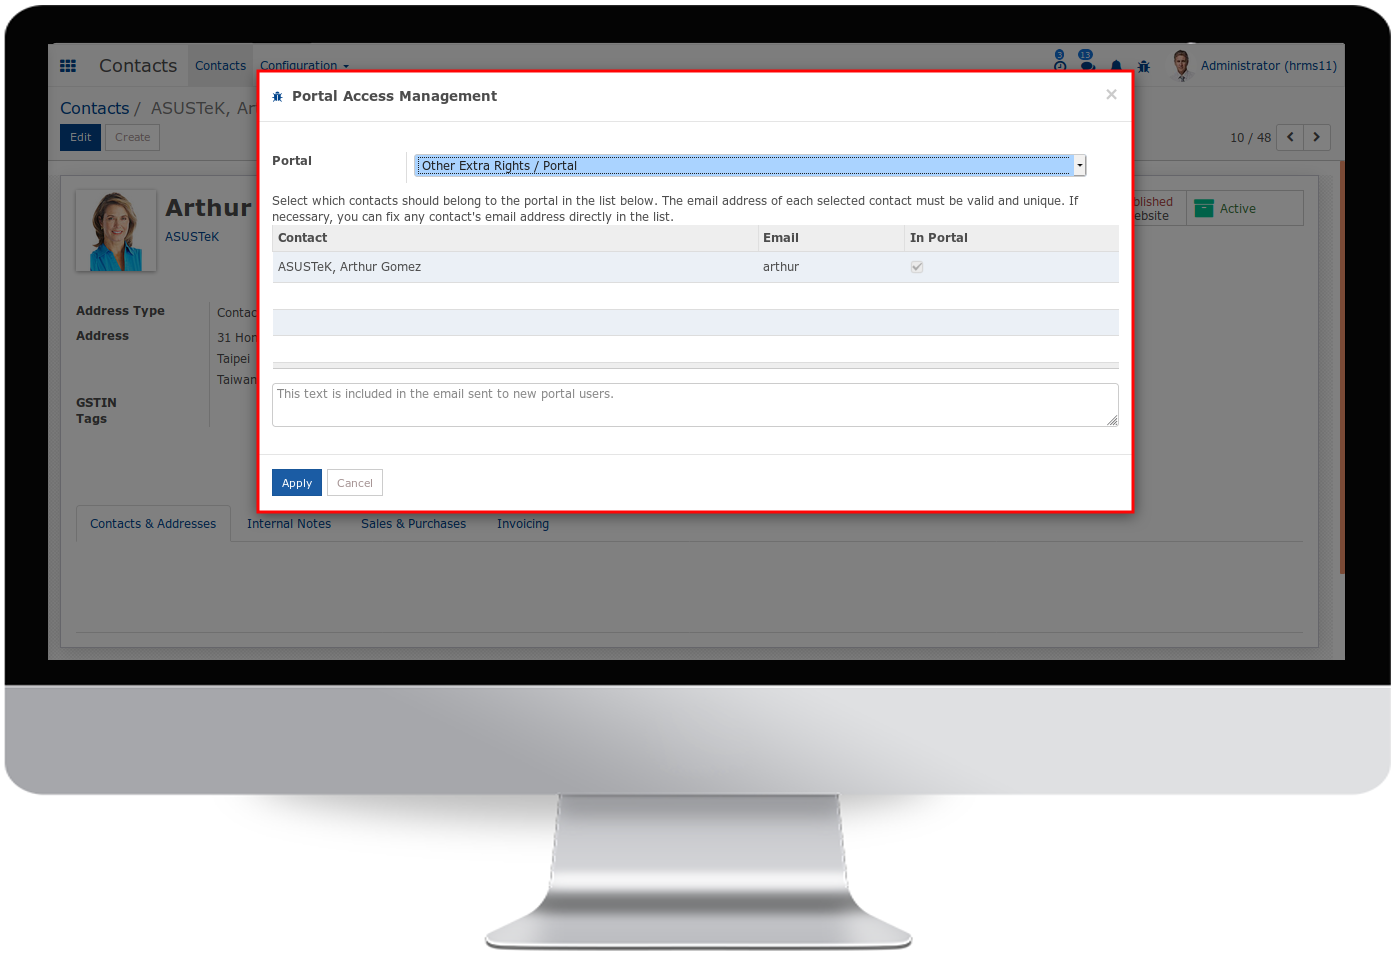 3
13
Contacts
Contacts
Configuration
Administrator (hrms11)
Contacts / ASUSTeK, Ar
Edit
Create
10 / 48
Portal Access Management
×
Portal
Other Extra Rights / Portal
Select which contacts should belong to the portal in the list below. The email address of each selected contact must be valid and unique. If
necessary, you can fix any contact's email address directly in the list.
Contact
Email
In Portal
ASUSTeK, Arthur Gomez
arthur
This text is included in the email sent to new portal users.
Apply
Cancel
Arthur
ASUSTeK
blished
ebsite
Active
Address Type
Contac
Address
31 Hon
Taipei
Taiwan
GSTIN
Tags
Contacts & Addresses
Internal Notes
Sales & Purchases
Invoicing